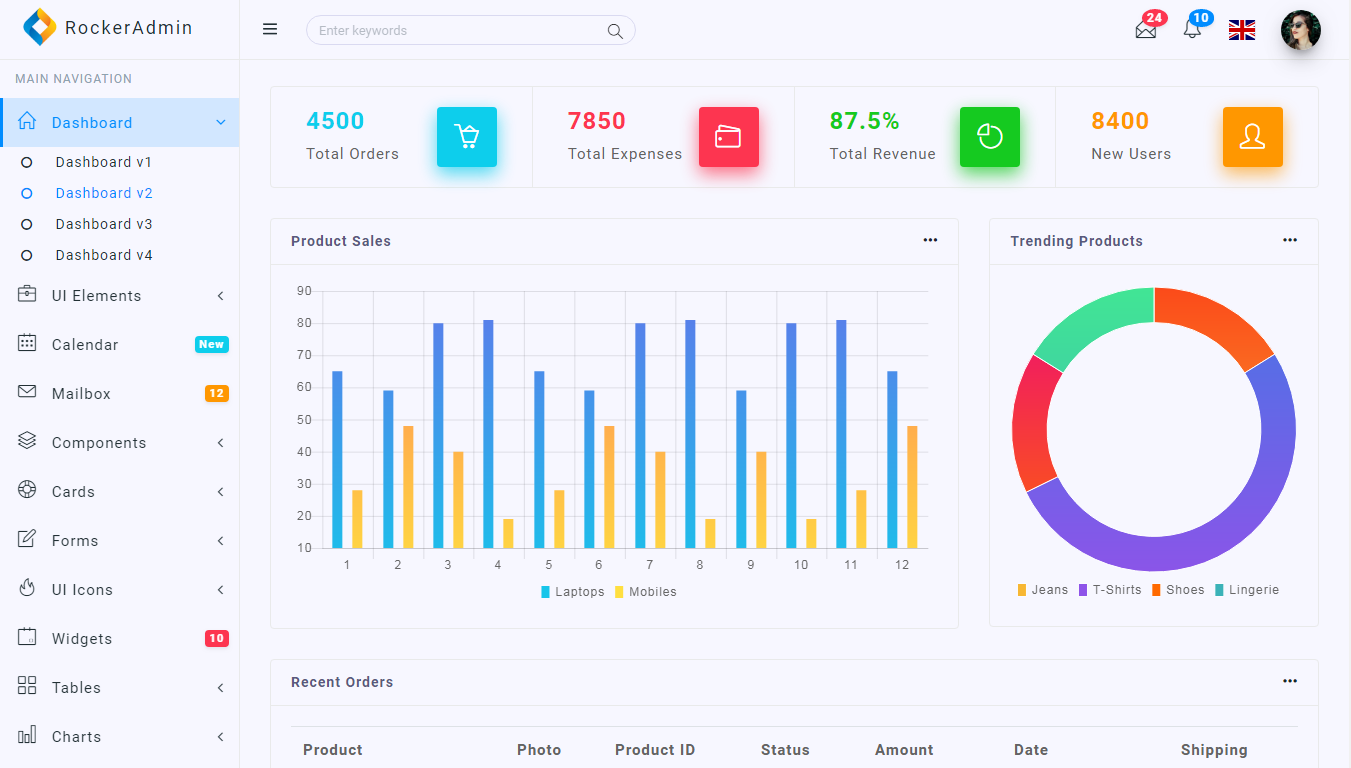 RockerAdmin
Enter keywords
24
10
MAIN NAVIGATION
Dashboard
Dashboard v1
Dashboard v2
Dashboard v3
Dashboard v4
UI Elements
Calendar New
Mailbox 12
Components
Cards
Forms
UI Icons
Widgets 10
Tables
Charts
4500
Total Orders
7850
Total Expenses
87.5%
Total Revenue
8400
New Users
Product Sales
90
80
70
60
50
40
30
20
10
1 2 3 4 5 6 7 8 9 10 11 12
Laptops Mobiles
Trending Products
Jeans T-Shirts Shoes Lingerie
Recent Orders
Product Photo Product ID Status Amount Date Shipping